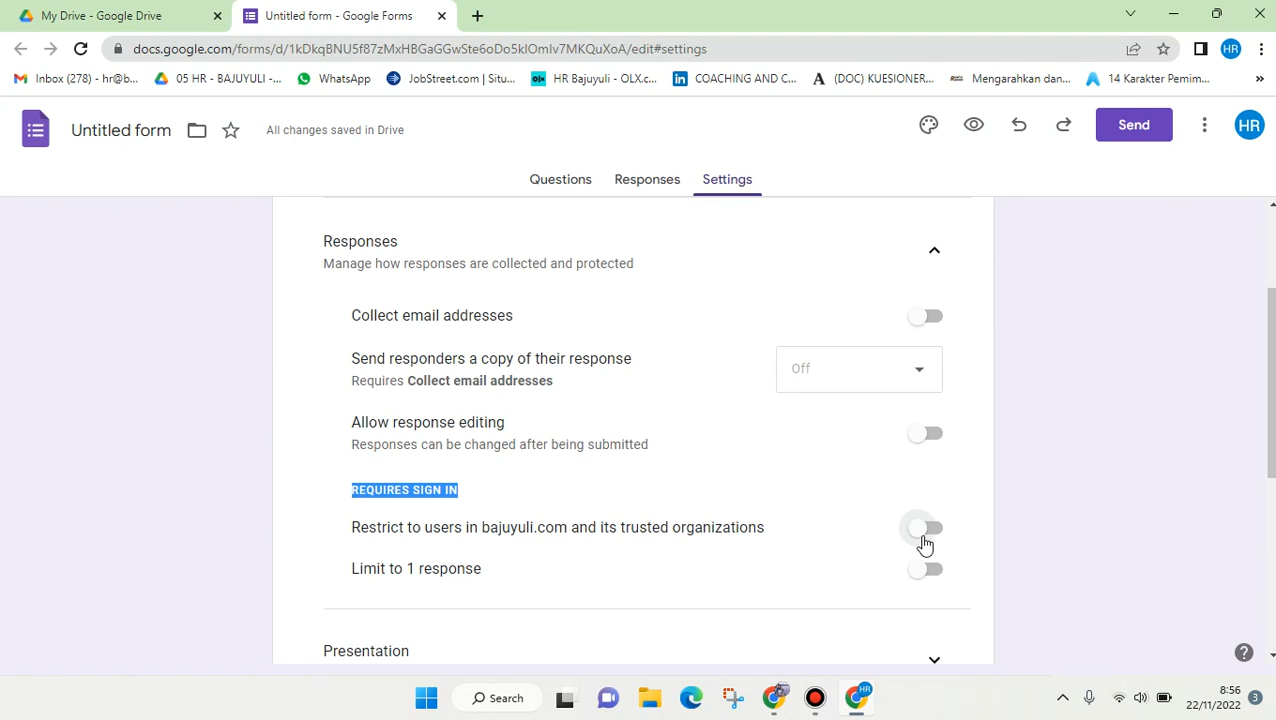 My Drive - Google Drive
Untitled form - Google Forms
docs.google.com/forms/d/1kDkqBNU5f87zMxHBGaGGwSte6oDo5klOmIv7MKQuXoA/edit#settings
HR
Inbox (278) - hr@b...
05 HR - BAJUYULI -...
WhatsApp
JobStreet.com | Situ...
HR Bajuyuli - OLX.c...
COACHING AND C...
(DOC) KUESIONER...
Mengarahkan dan...
14 Karakter Pemim...
Untitled form
All changes saved in Drive
Send
HR
Questions
Responses
Settings
Responses
Manage how responses are collected and protected
Collect email addresses
Send responders a copy of their response
Requires Collect email addresses
Off
Allow response editing
Responses can be changed after being submitted
REQUIRES SIGN IN
Restrict to users in bajuyuli.com and its trusted organizations
Limit to 1 response
Presentation
Search
HR
8:56
22/11/2022
3